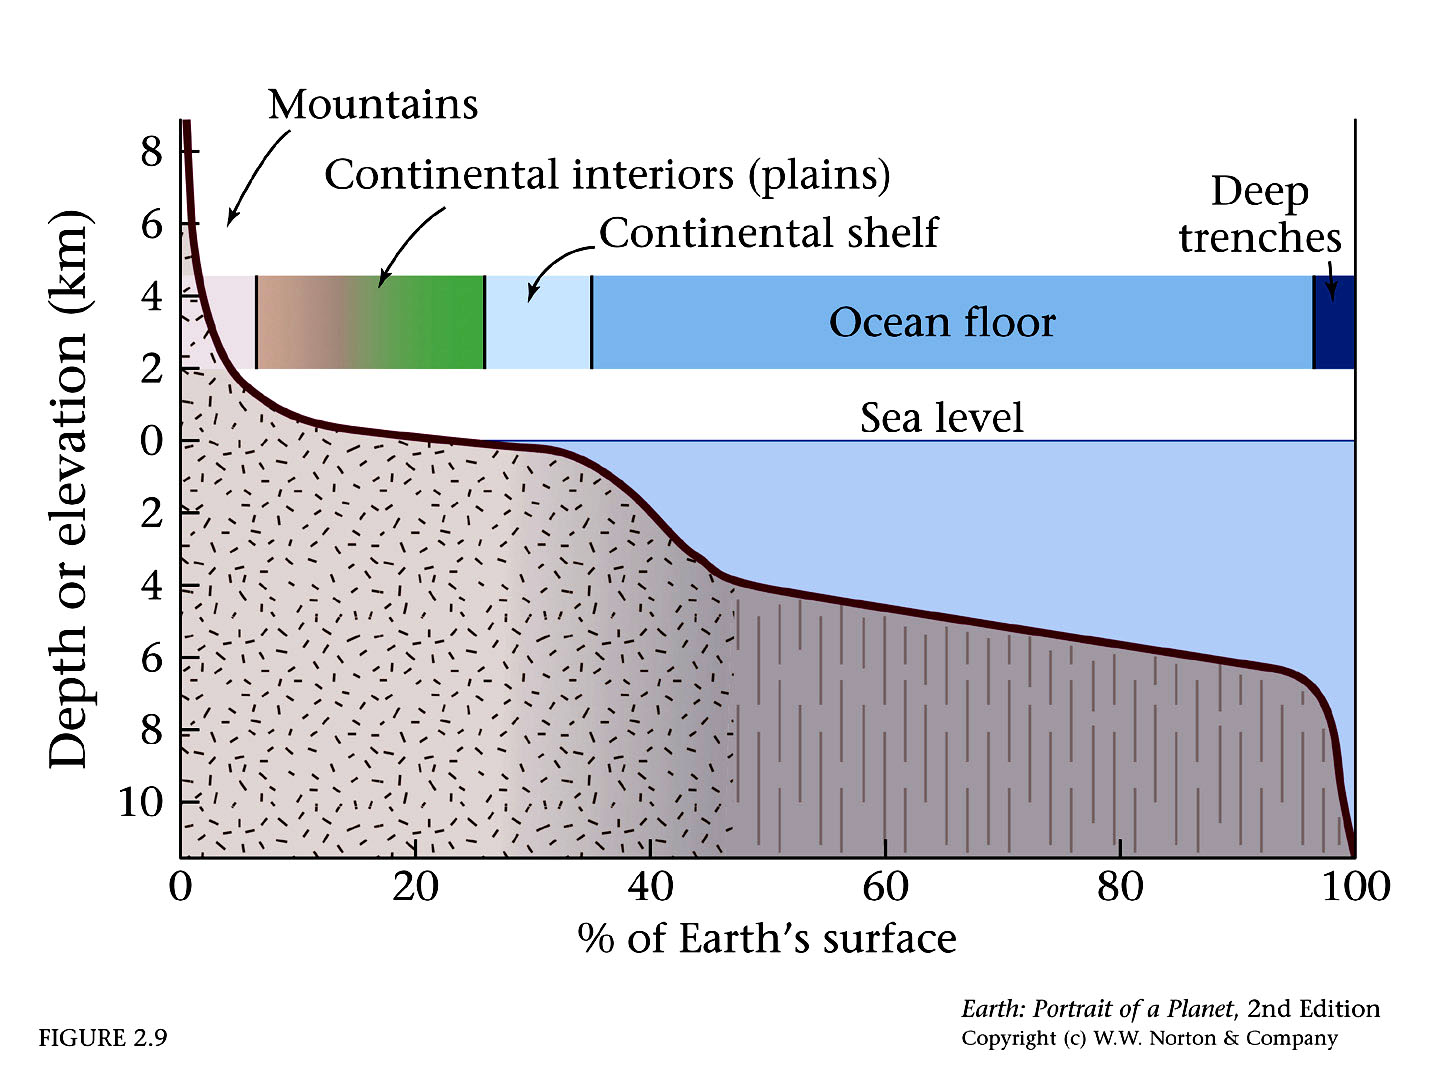 Mountains
Continental interiors (plains)
Continental shelf
Deep
trenches
Ocean floor
Sea level
Depth or elevation (km)
8
6
4
2
0
2
4
6
8
10
0 20 40 60 80 100
% of Earth’s surface
Earth: Portrait of a Planet, 2nd Edition
FIGURE 2.9
Copyright (c) W.W. Norton & Company